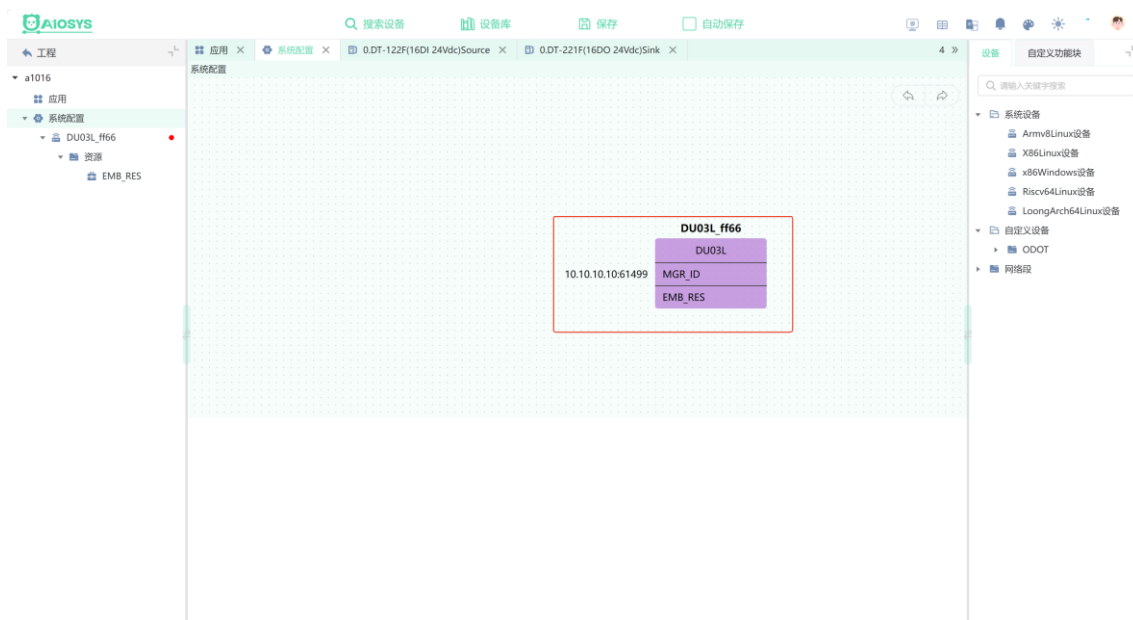 AIOSYS
搜索设备
设备库
保存
自动保存
工程
a1016
应用
系统配置
DU03L_ff66
资源
EMB_RES
应用
系统配置
0.DT-122F(16DI 24Vdc)Source
0.DT-221F(16DO 24Vdc)Sink
4
系统配置
DU03L_ff66
DU03L
10.10.10.10:61499 MGR_ID
EMB_RES
设备
自定义功能块
请输入关键字搜索
系统设备
Armv8Linux设备
X86Linux设备
x86Windows设备
Riscv64Linux设备
LoongArch64Linux设备
自定义设备
ODOT
网络段